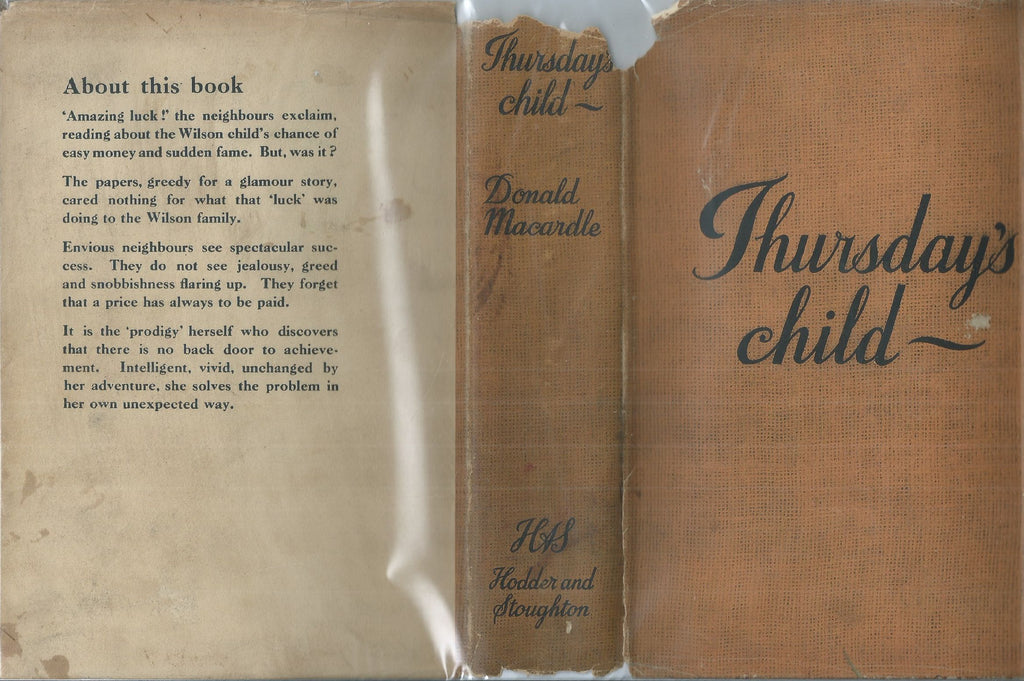 About this book
'Amazing luck!' the neighbours exclaim,
reading about the Wilson child's chance of
easy money and sudden fame. But, was it?
The papers, greedy for a glamour story,
cared nothing for what that 'luck' was
doing to the Wilson family.
Envious neighbours see spectacular suc-
cess. They do not see jealousy, greed
and snobbishness flaring up. They forget
that a price has always to be paid.
It is the 'prodigy' herself who discovers
that there is no back door to achieve-
ment. Intelligent, vivid, unchanged by
her adventure, she solves the problem in
her own unexpected way.
Thursday's
child ~
Donald
Macardle
H&S
Hodder and
Stoughton
Thursday's
child ~